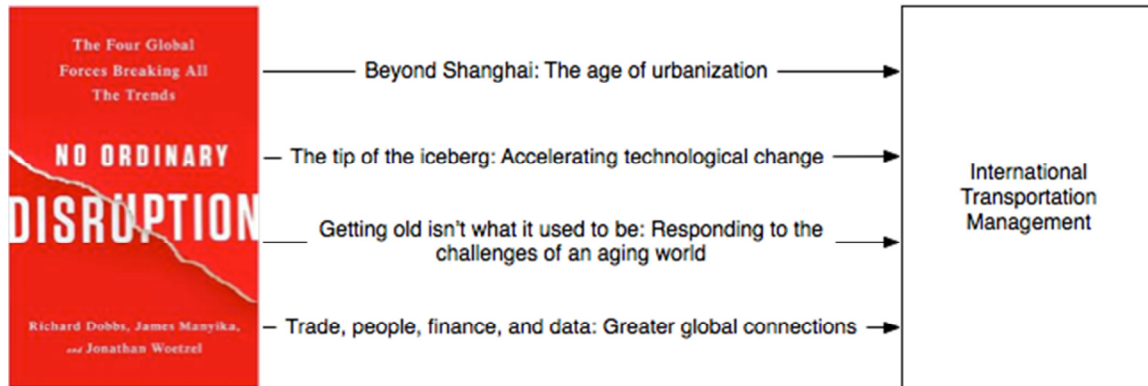 The Four Global
Forces Breaking All
The Trends
NO ORDINARY
DISRUPTION
Richard Dobbs, James Manyika,
and Jonathan Woetzel
Beyond Shanghai: The age of urbanization
The tip of the iceberg: Accelerating technological change
Getting old isn't what it used to be: Responding to the
challenges of an aging world
Trade, people, finance, and data: Greater global connections
International
Transportation
Management